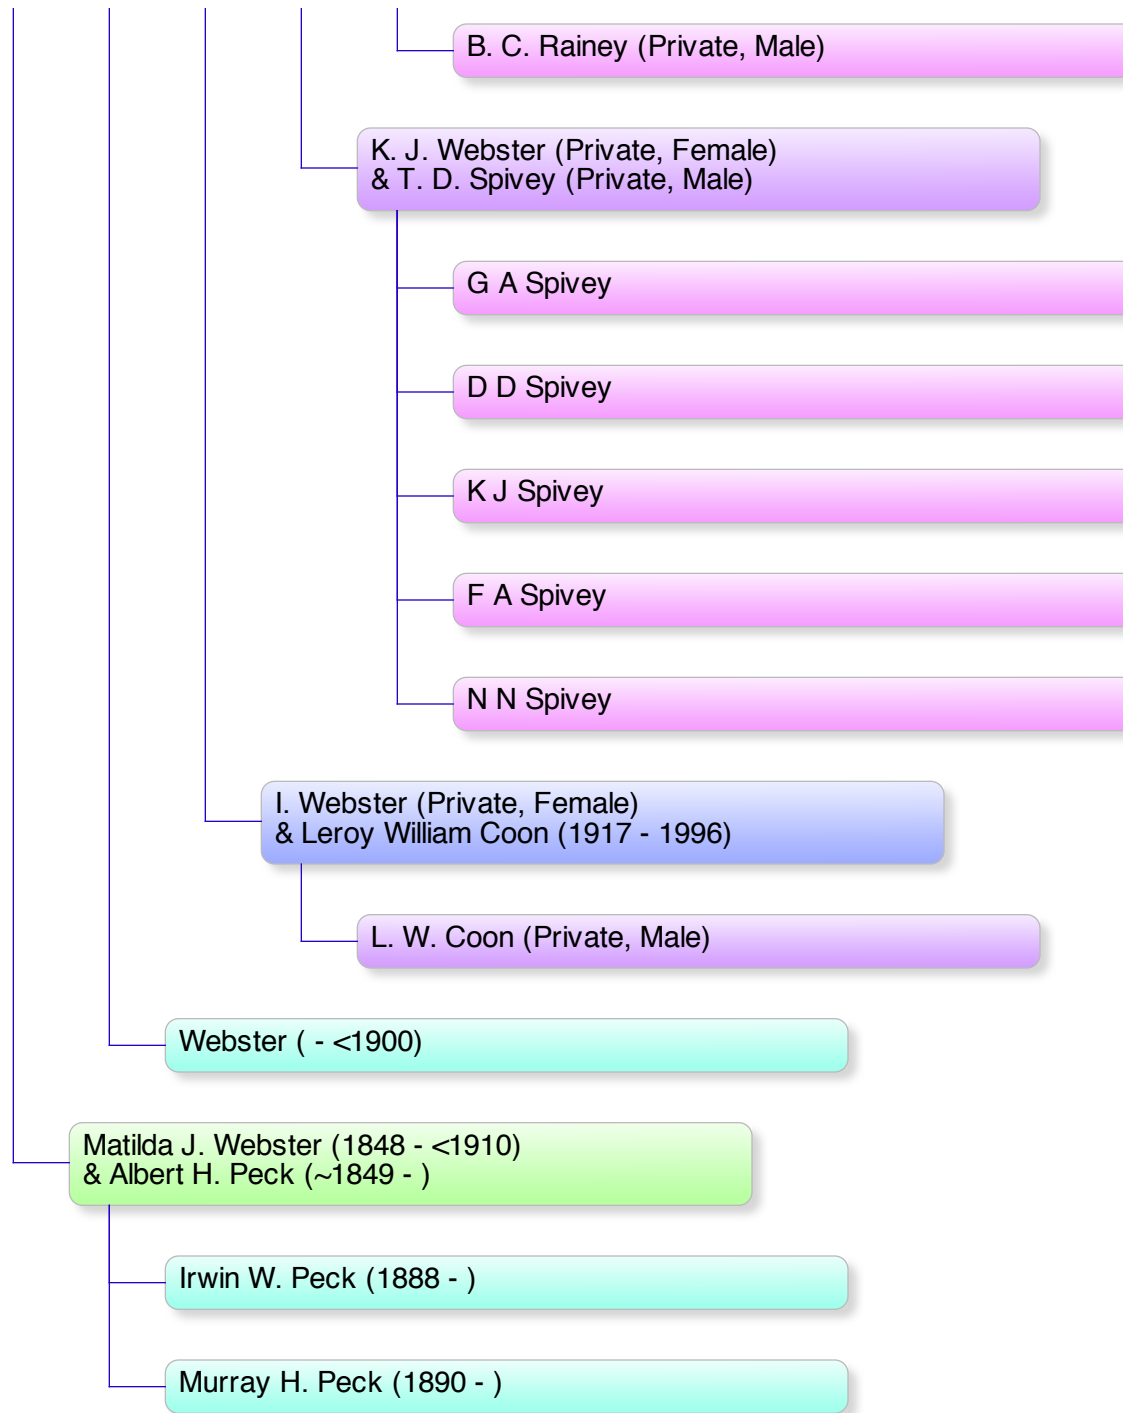 B. C. Rainey (Private, Male)
K. J. Webster (Private, Female)
& T. D. Spivey (Private, Male)
G A Spivey
D D Spivey
K J Spivey
F A Spivey
N N Spivey
I. Webster (Private, Female)
& Leroy William Coon (1917 - 1996)
L. W. Coon (Private, Male)
Webster ( - <1900)
Matilda J. Webster (1848 - <1910)
& Albert H. Peck (~1849 - )
Irwin W. Peck (1888 - )
Murray H. Peck (1890 - )